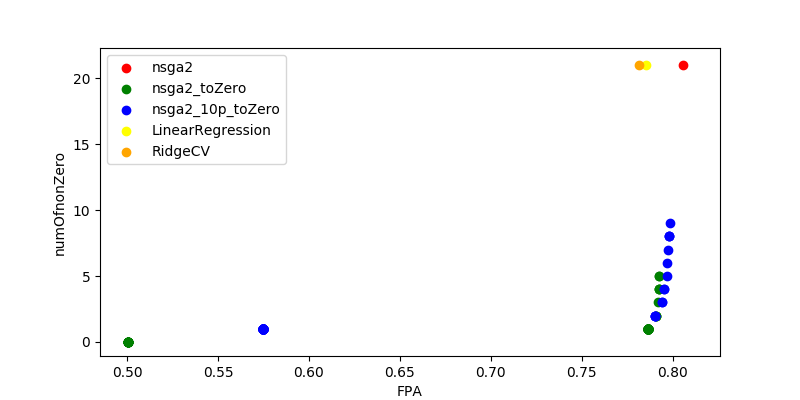 nsga2
nsga2_toZero
nsga2_10p_toZero
LinearRegression
RidgeCV
numOfnonZero
20
15
10
5
0
0.50 0.55 0.60 0.65 0.70 0.75 0.80
FPA